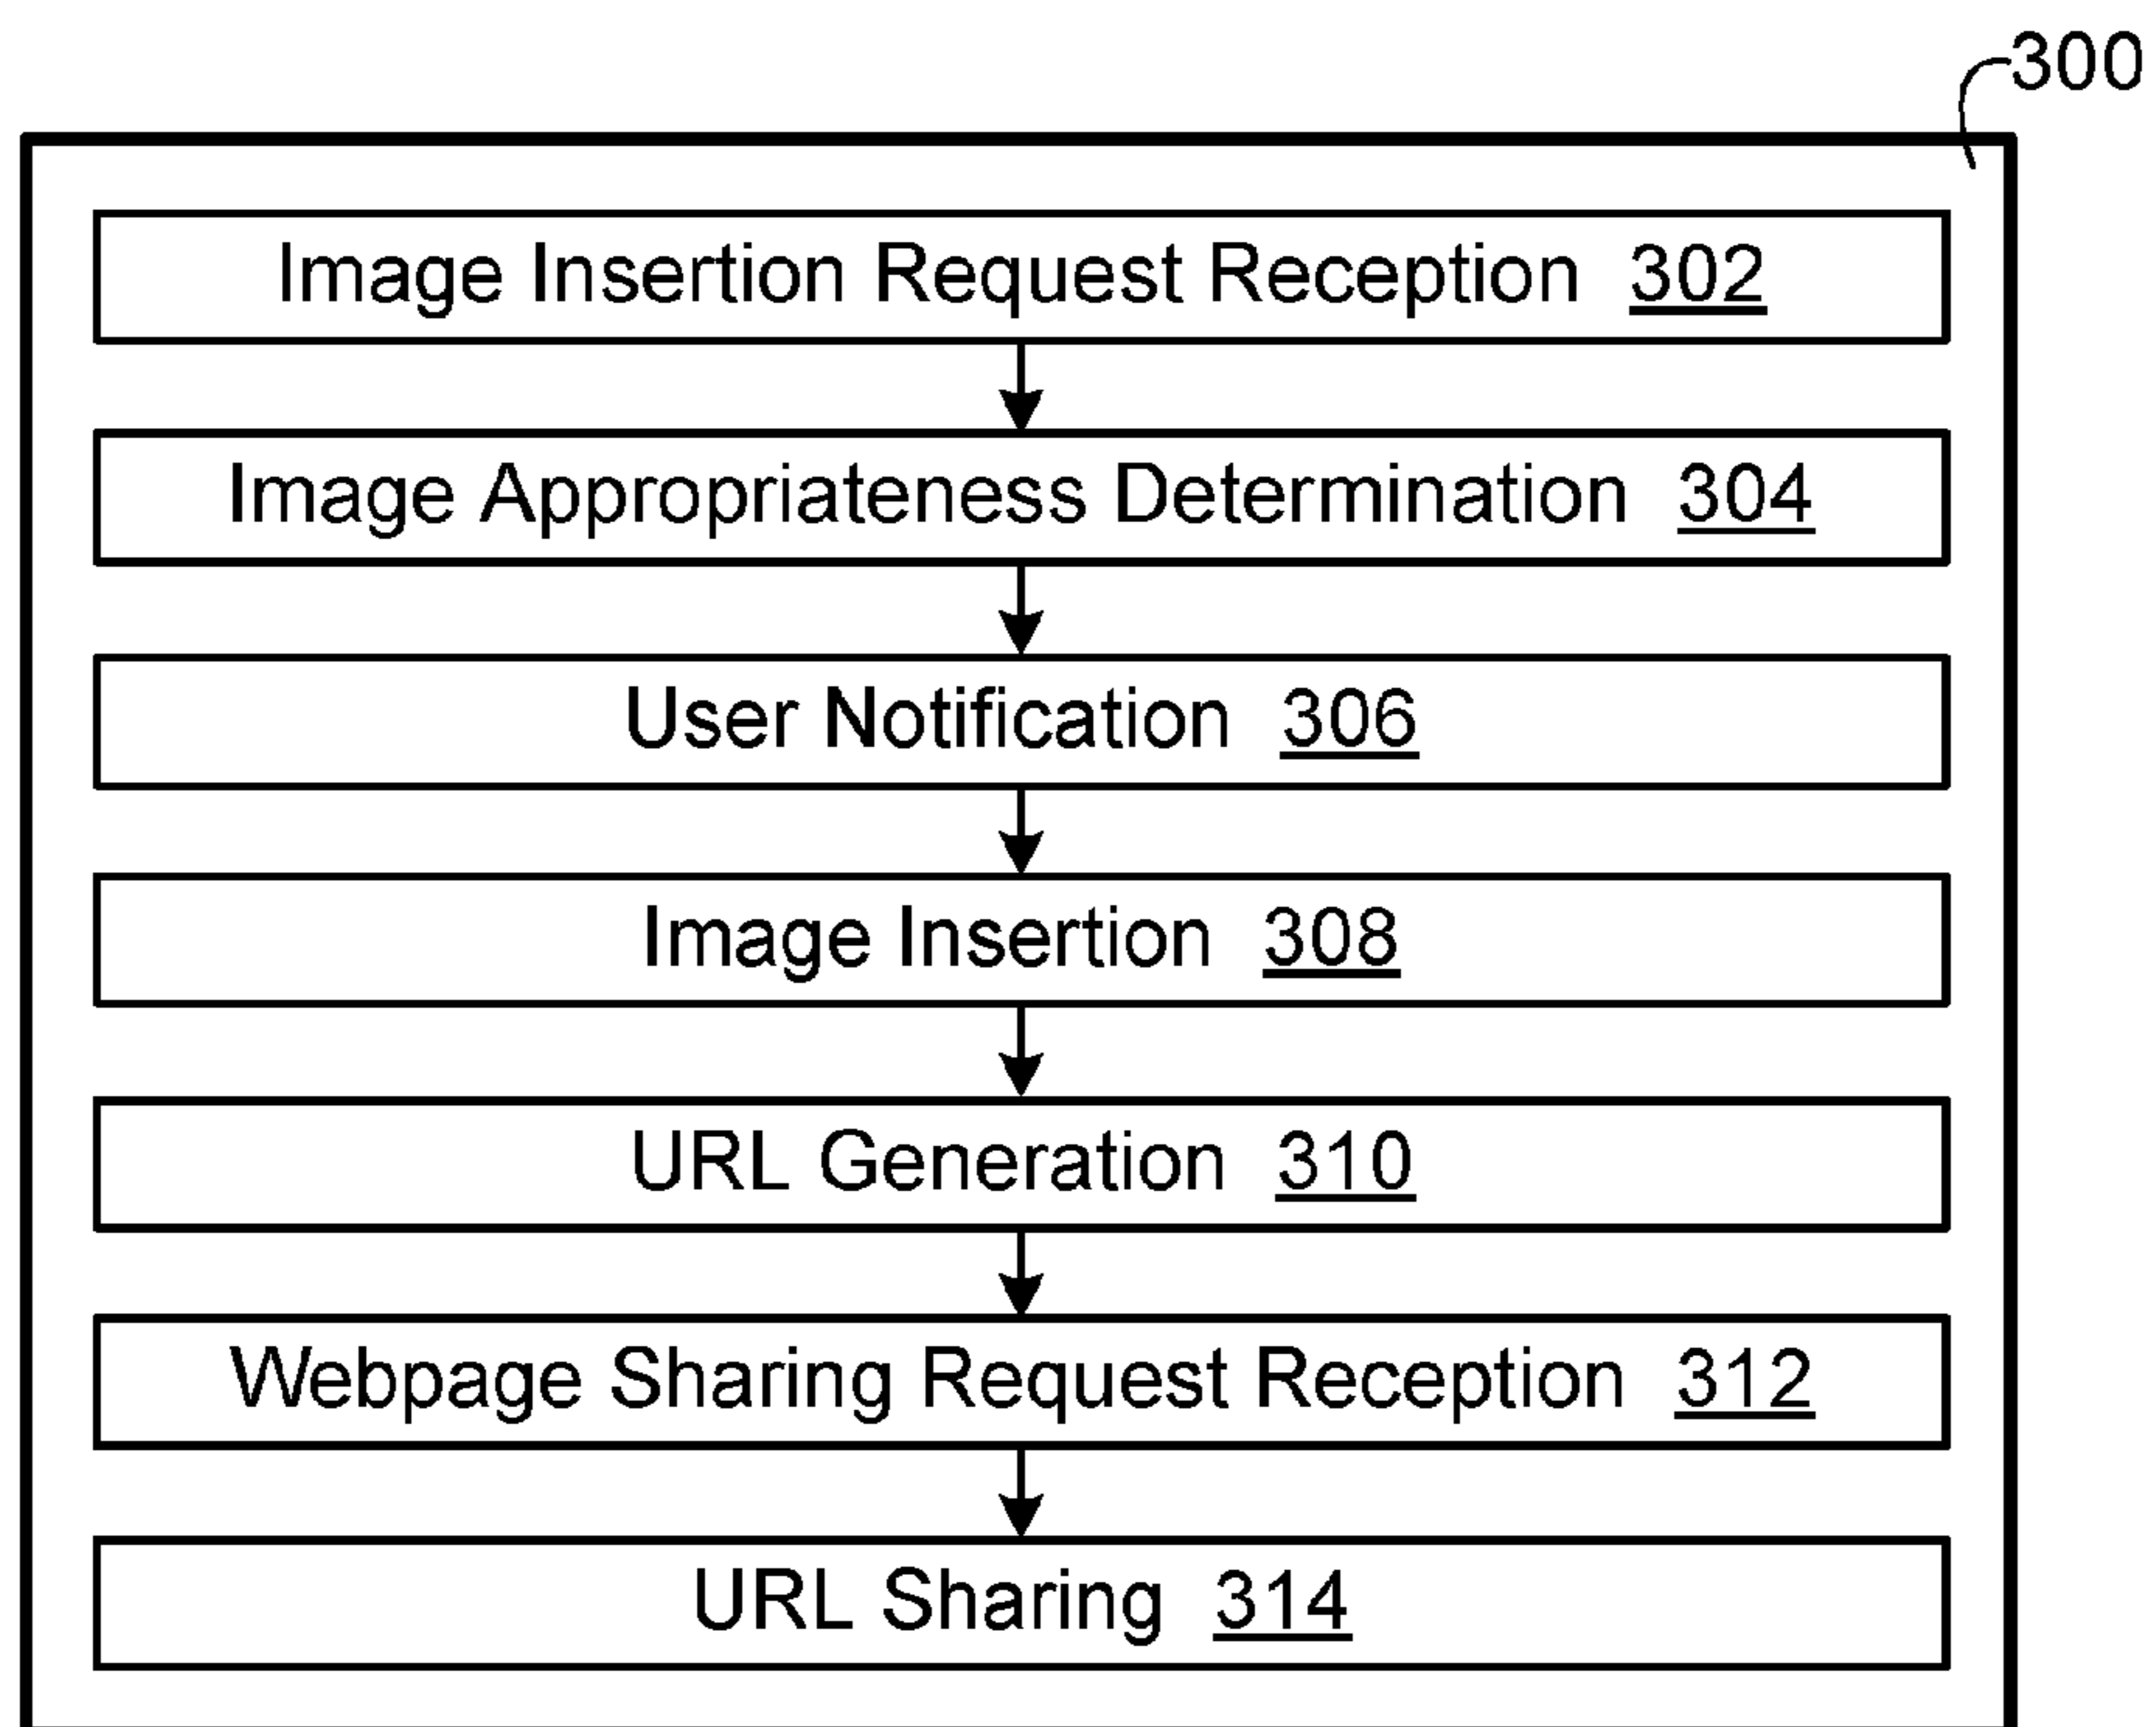 300
Image Insertion Request Reception 302
Image Appropriateness Determination 304
User Notification 306
Image Insertion 308
URL Generation 310
Webpage Sharing Request Reception 312
URL Sharing 314